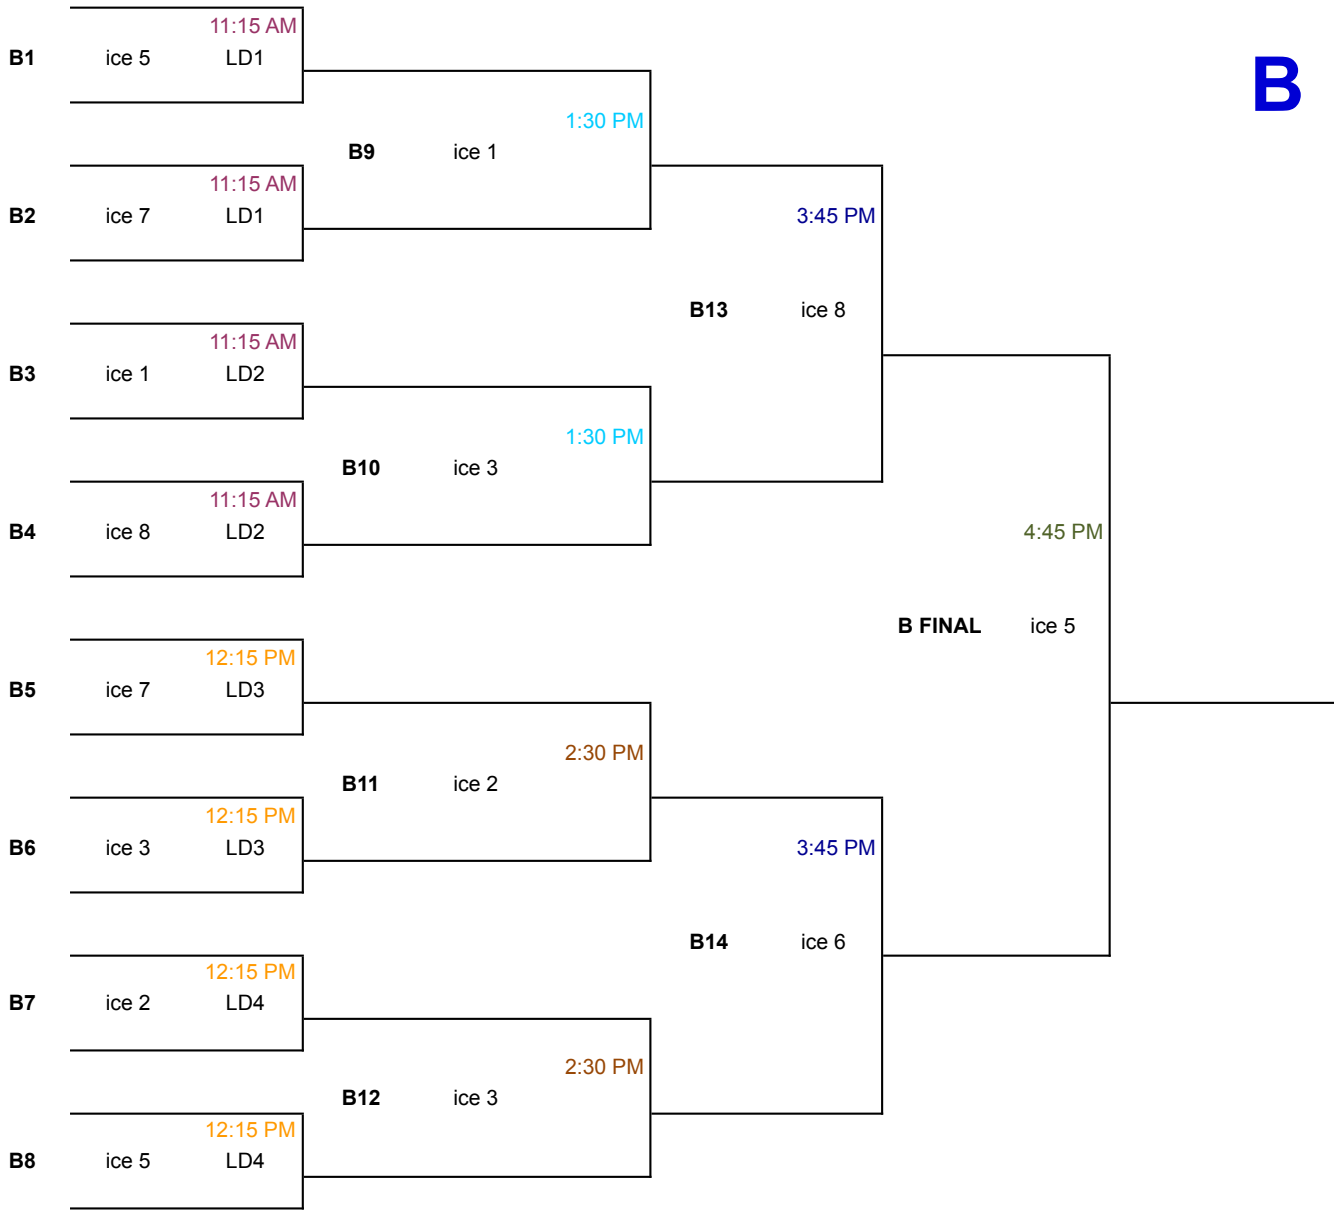 11:15 AM
B1 ice 5 LD1
B
1:30 PM
B9 ice 1
11:15 AM
B2 ice 7 LD1
3:45 PM
B13 ice 8
11:15 AM
B3 ice 1 LD2
1:30 PM
B10 ice 3
11:15 AM
B4 ice 8 LD2
4:45 PM
B FINAL ice 5
12:15 PM
B5 ice 7 LD3
2:30 PM
B11 ice 2
12:15 PM
B6 ice 3 LD3
3:45 PM
B14 ice 6
12:15 PM
B7 ice 2 LD4
2:30 PM
B12 ice 3
12:15 PM
B8 ice 5 LD4